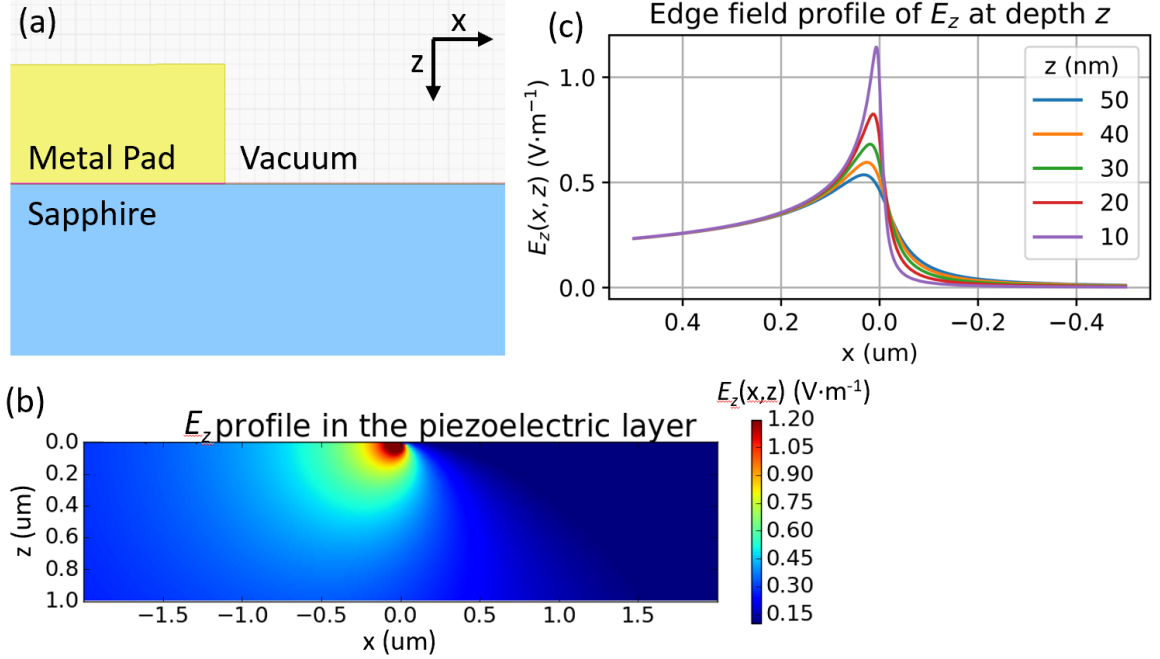 (a)
x
z
Metal Pad
Vacuum
Sapphire
(c)
Edge field profile of E_z at depth z
E_z(x, z) (V·m⁻¹)
1.0
0.5
0.0
0.4
0.2
0.0
−0.2
−0.4
x (um)
z (nm)
50
40
30
20
10
(b)
E_z profile in the piezoelectric layer
z (um)
0.0
0.2
0.4
0.6
0.8
1.0
−1.5
−1.0
−0.5
0.0
0.5
1.0
1.5
x (um)
E_z(x,z) (V·m⁻¹)
1.20
1.05
0.90
0.75
0.60
0.45
0.30
0.15